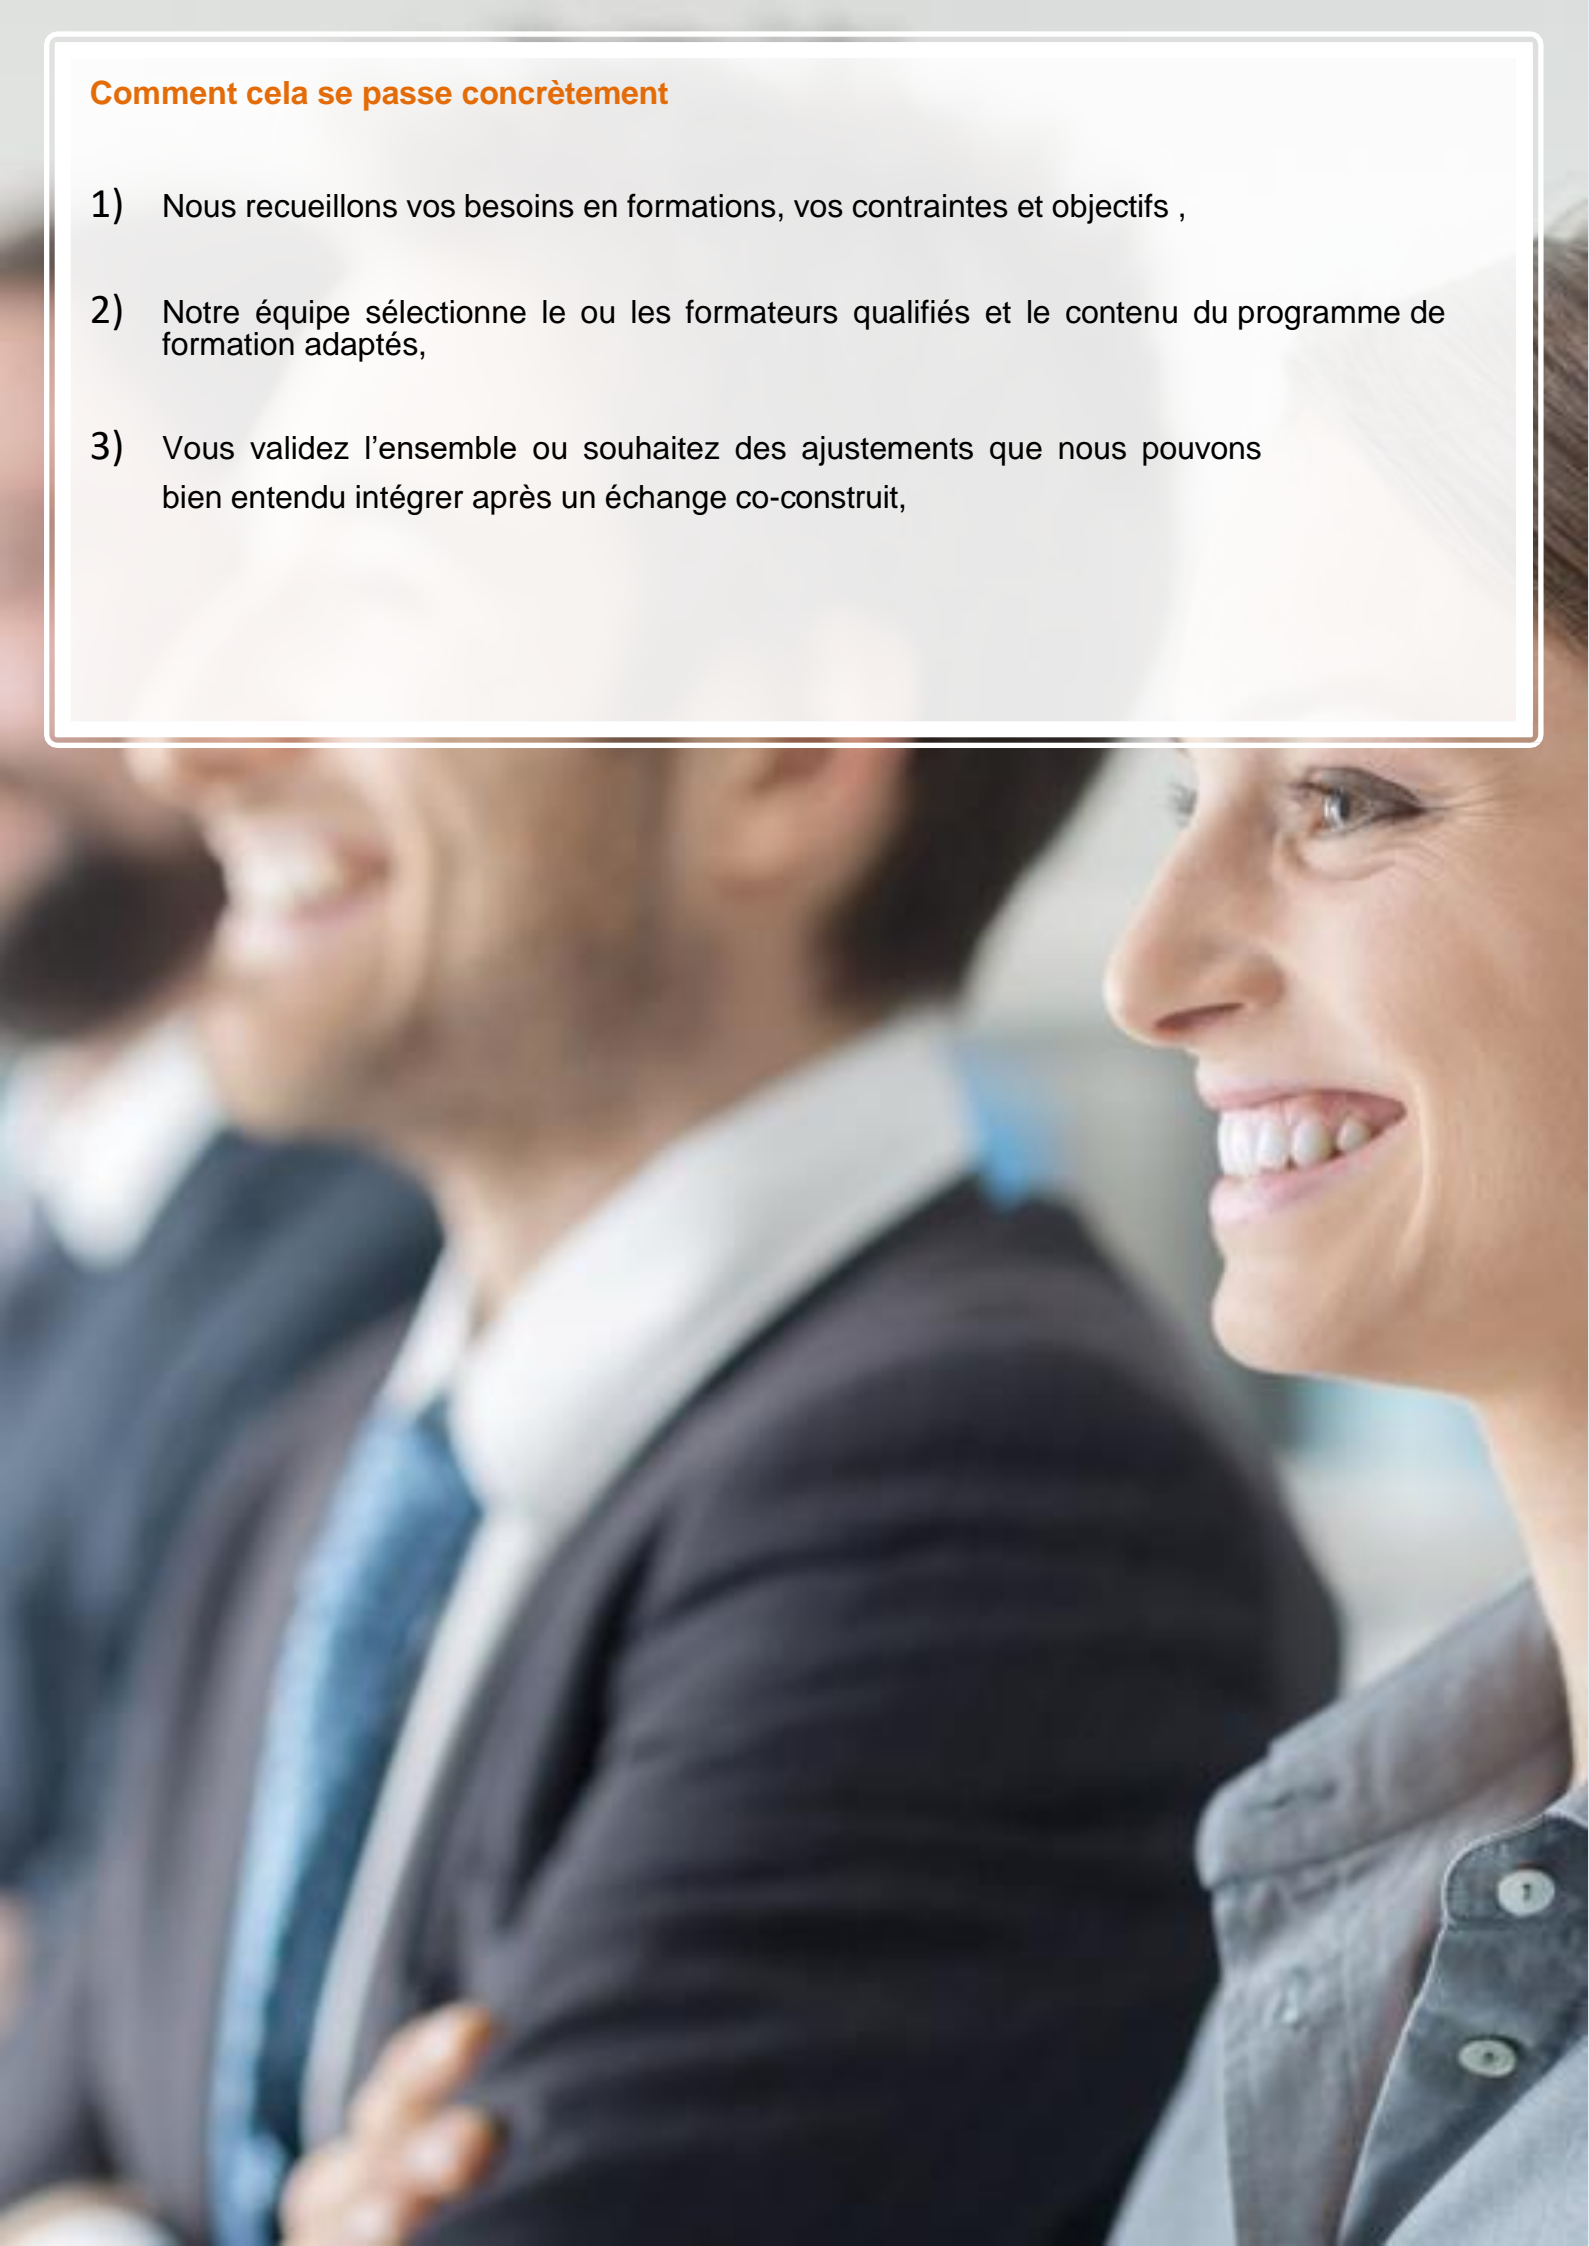 Comment cela se passe concrètement
1) Nous recueillons vos besoins en formations, vos contraintes et objectifs ,
2) Notre équipe sélectionne le ou les formateurs qualifiés et le contenu du programme de
formation adaptés,
3) Vous validez l’ensemble ou souhaitez des ajustements que nous pouvons
bien entendu intégrer après un échange co-construit,